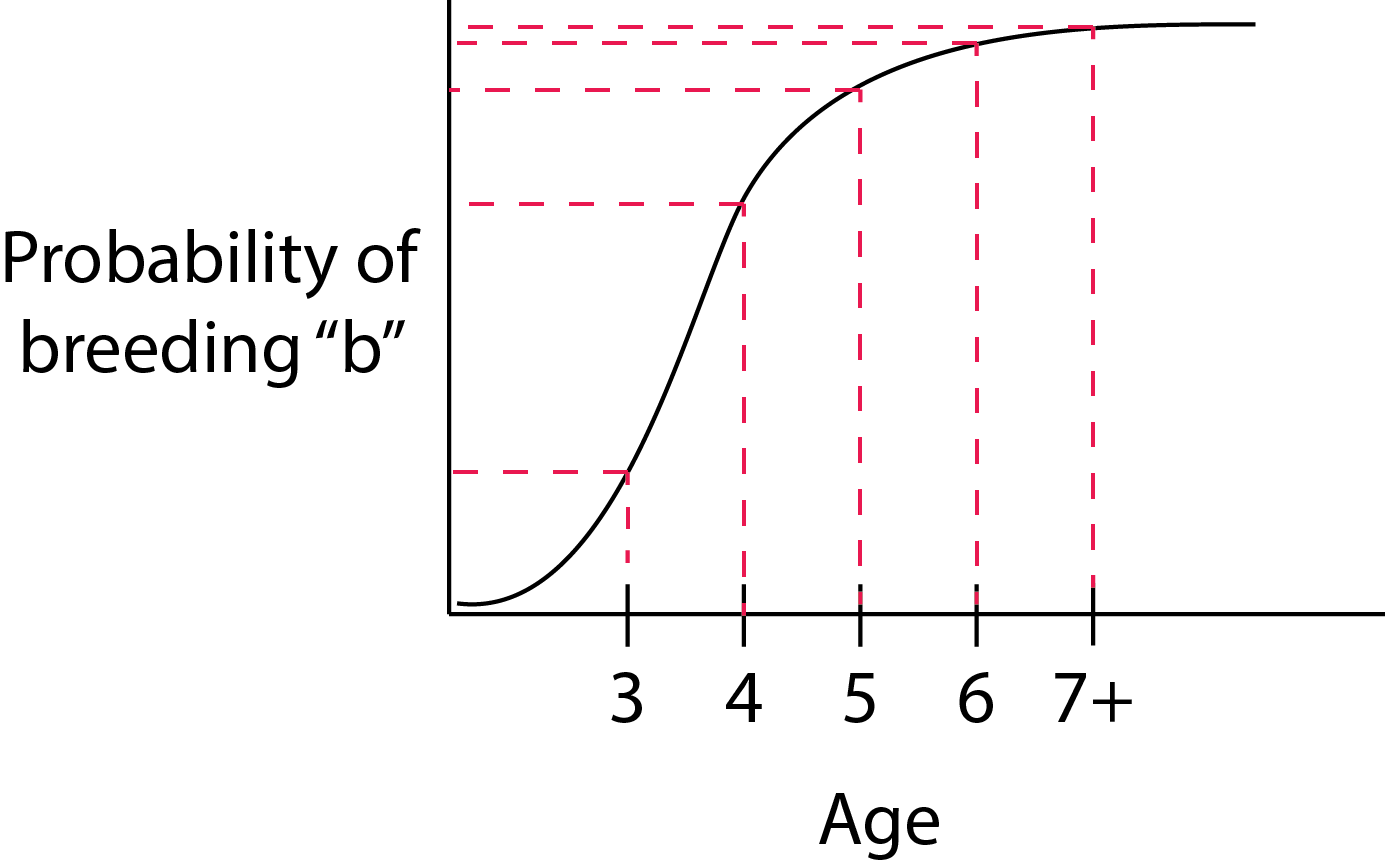 Probability of
breeding “b”
3 4 5 6 7+
Age